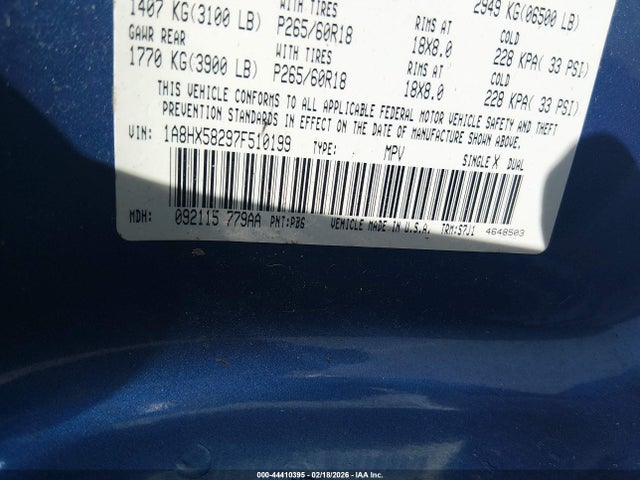 1407 KG(3100 LB) WITH TIRES P265/60R18 RIMS AT 18X8.0 2949 KG(06500 LB) COLD 228 KPA( 33 PSI)
GAWR REAR
1770 KG(3900 LB) WITH TIRES P265/60R18 RIMS AT 18X8.0 COLD 228 KPA( 33 PSI)
THIS VEHICLE CONFORMS TO ALL APPLICABLE FEDERAL MOTOR VEHICLE SAFETY AND THEFT
PREVENTION STANDARDS IN EFFECT ON THE DATE OF MANUFACTURE SHOWN ABOVE.
VIN: 1A8HX58297F510199 TYPE: MPV SINGLE X DUAL
MDH: 092115 779AA PNT:PBG VEHICLE MADE IN U.S.A. TRM:S7J1 4648503
000-44410395 - 02/18/2026 - IAA Inc.